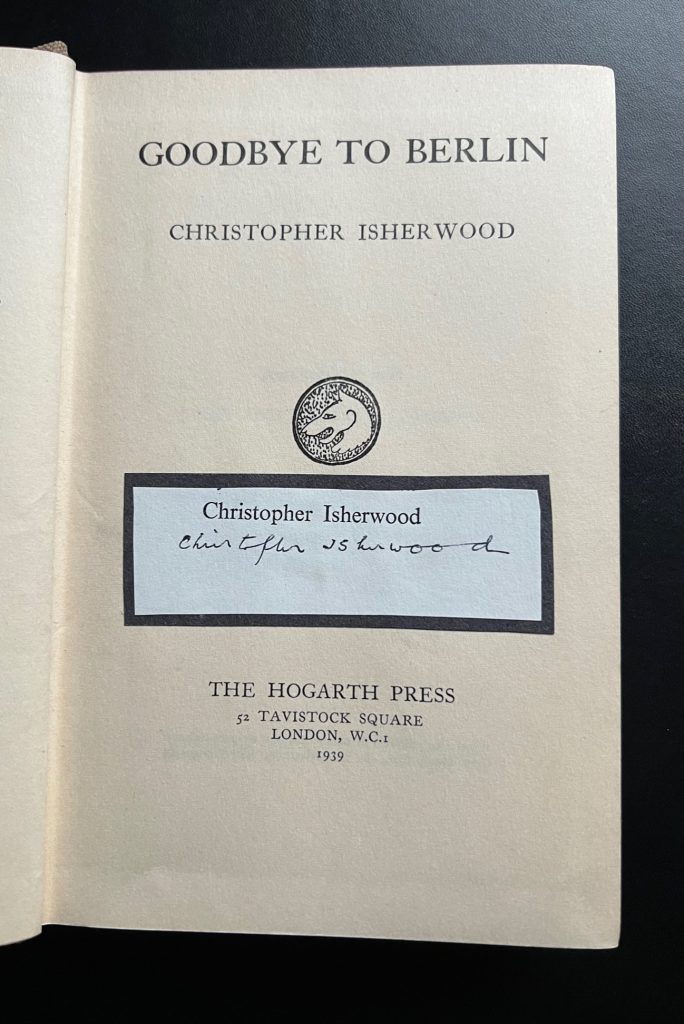 GOODBYE TO BERLIN
CHRISTOPHER ISHERWOOD
Christopher Isherwood
Christopher Isherwood
THE HOGARTH PRESS
52 TAVISTOCK SQUARE
LONDON, W.C.1
1939